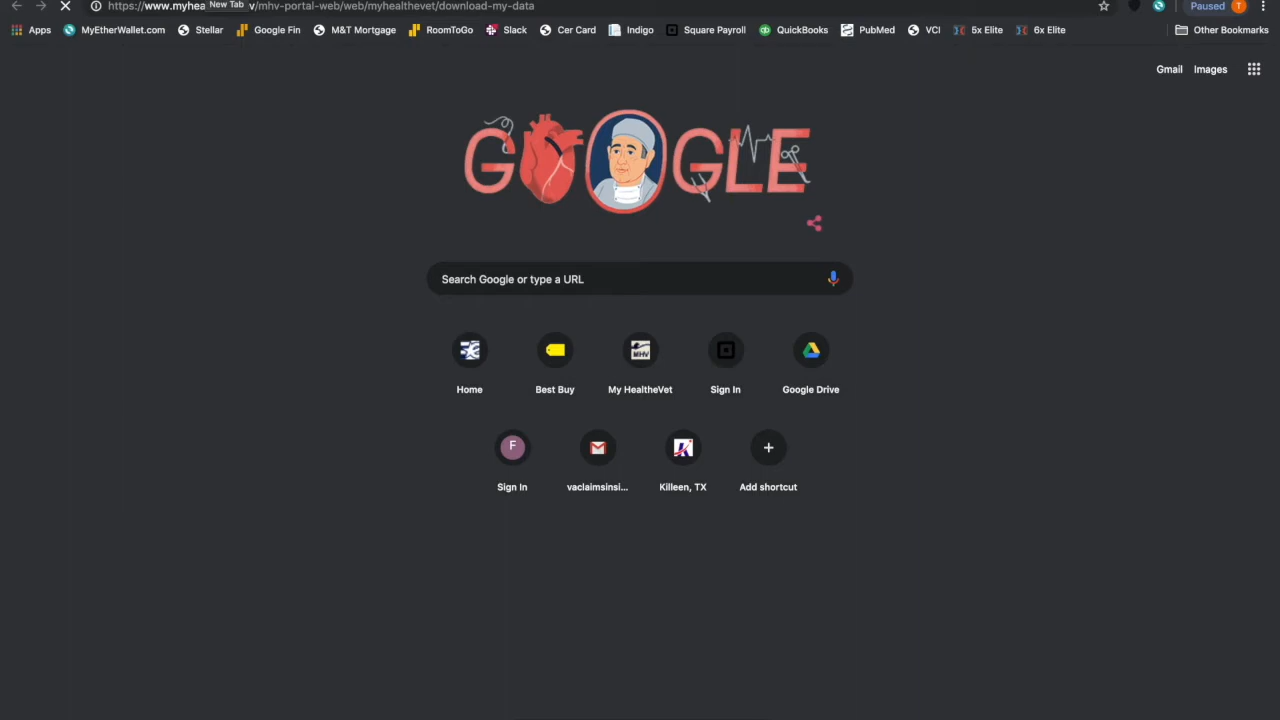 https://www.myhea New Tab v/mhv-portal-web/web/myhealthevet/download-my-data Paused T
Apps MyEtherWallet.com Stellar Google Fin M&T Mortgage RoomToGo Slack Cer Card Indigo Square Payroll QuickBooks PubMed VCI 5x Elite 6x Elite Other Bookmarks
Gmail Images
GOOGLE
Search Google or type a URL
MHV
Home Best Buy My HealtheVet Sign In Google Drive
F
Sign In vaclaimsinsi... Killeen, TX Add shortcut